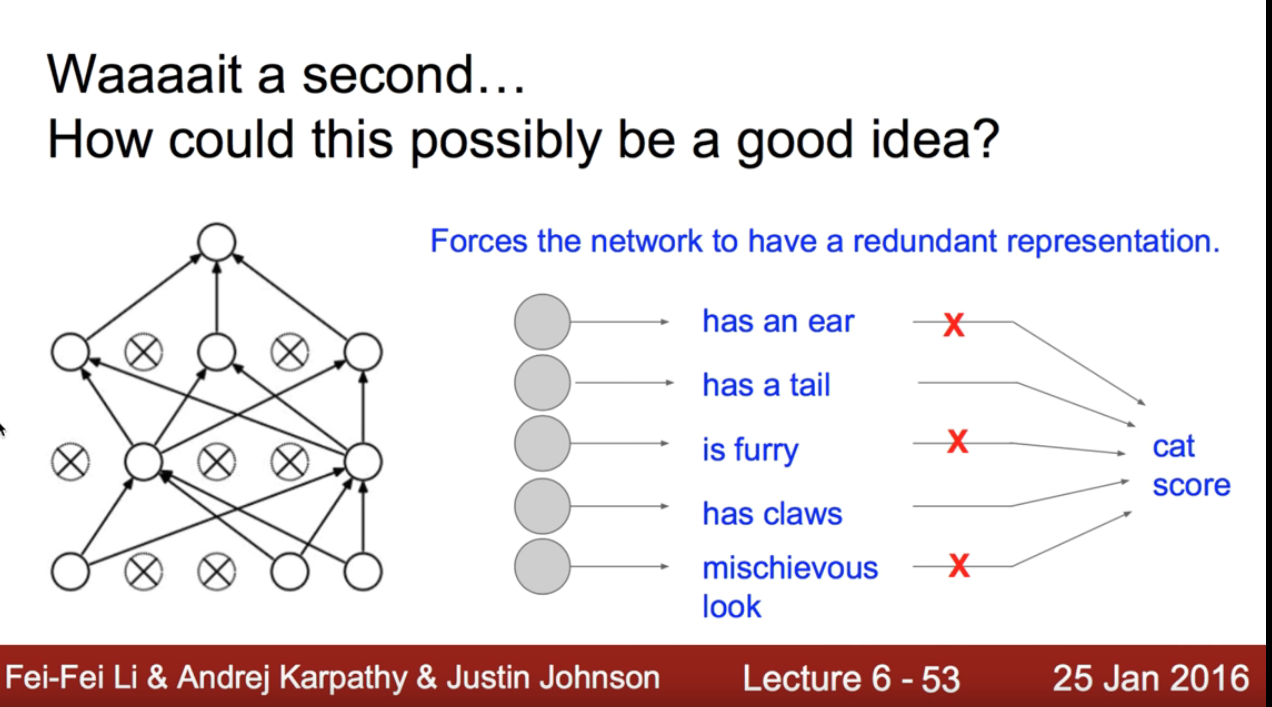 Waaaait a second…
How could this possibly be a good idea?
Forces the network to have a redundant representation.
has an ear
X
has a tail
is furry
X
has claws
mischievous
look
X
cat
score
Fei-Fei Li & Andrej Karpathy & Justin Johnson
Lecture 6 - 53
25 Jan 2016